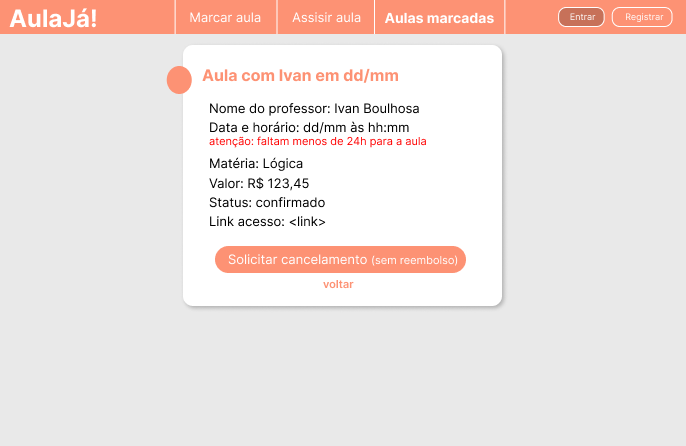 AulaJá!
Marcar aula
Assisir aula
Aulas marcadas
Entrar
Registrar
Aula com Ivan em dd/mm
Nome do professor: Ivan Boulhosa
Data e horário: dd/mm às hh:mm
atenção: faltam menos de 24h para a aula
Matéria: Lógica
Valor: R$ 123,45
Status: confirmado
Link acesso: <link>
Solicitar cancelamento (sem reembolso)
voltar